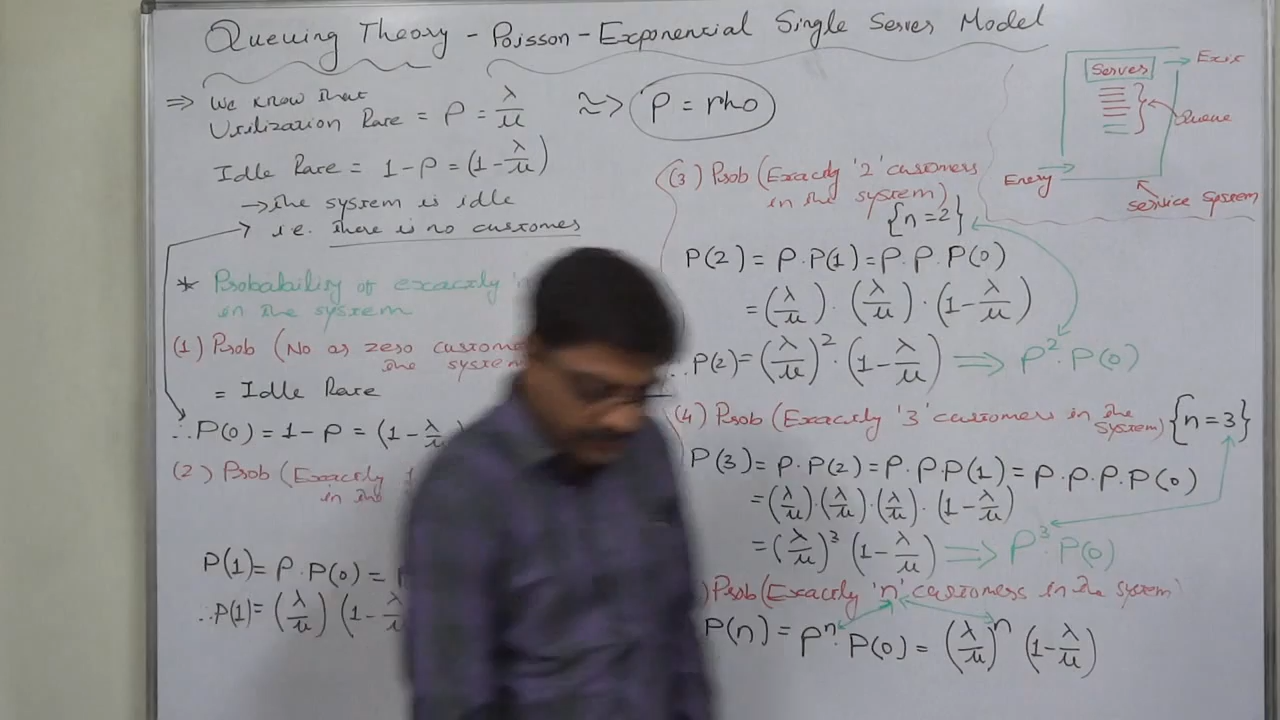 Queuing Theory - Poisson - Exponential Single Server Model
⇒ We know that
Utilization Rate = ρ = λ/μ
≈> ρ = rho
Idle Rate = 1-ρ = (1-λ/μ)
→ the system is idle
→ i.e. there is no customer
* Probability of exactly 'n
in the system
(1) Prob (No or zero custome
the system
= Idle Rate
∴ P(0) = 1-ρ = (1-λ/μ
(2) Prob (Exactly 1
in the
P(1) = ρ.P(0) = ρ
∴ P(1) = (λ/μ) (1-λ
Server
Exit
Queue
Entry
Service System
(3) Prob (Exactly '2' customers
in the system)
{n=2}
P(2) = ρ.P(1) = ρ.ρ.P(0)
= (λ/μ).(λ/μ).(1-λ/μ)
∴ P(2) = (λ/μ)².(1-λ/μ) ⇒ ρ².P(0)
(4) Prob (Exactly '3' customers in the
system) {n=3}
P(3) = ρ.P(2) = ρ.ρ.P(1) = ρ.ρ.ρ.P(0)
= (λ/μ).(λ/μ).(λ/μ).(1-λ/μ)
= (λ/μ)³ (1-λ/μ) ⇒ ρ³.P(0)
) Prob (Exactly 'n' customers in the system)
P(n) = ρⁿ.P(0) = (λ/μ)ⁿ (1-λ/μ)